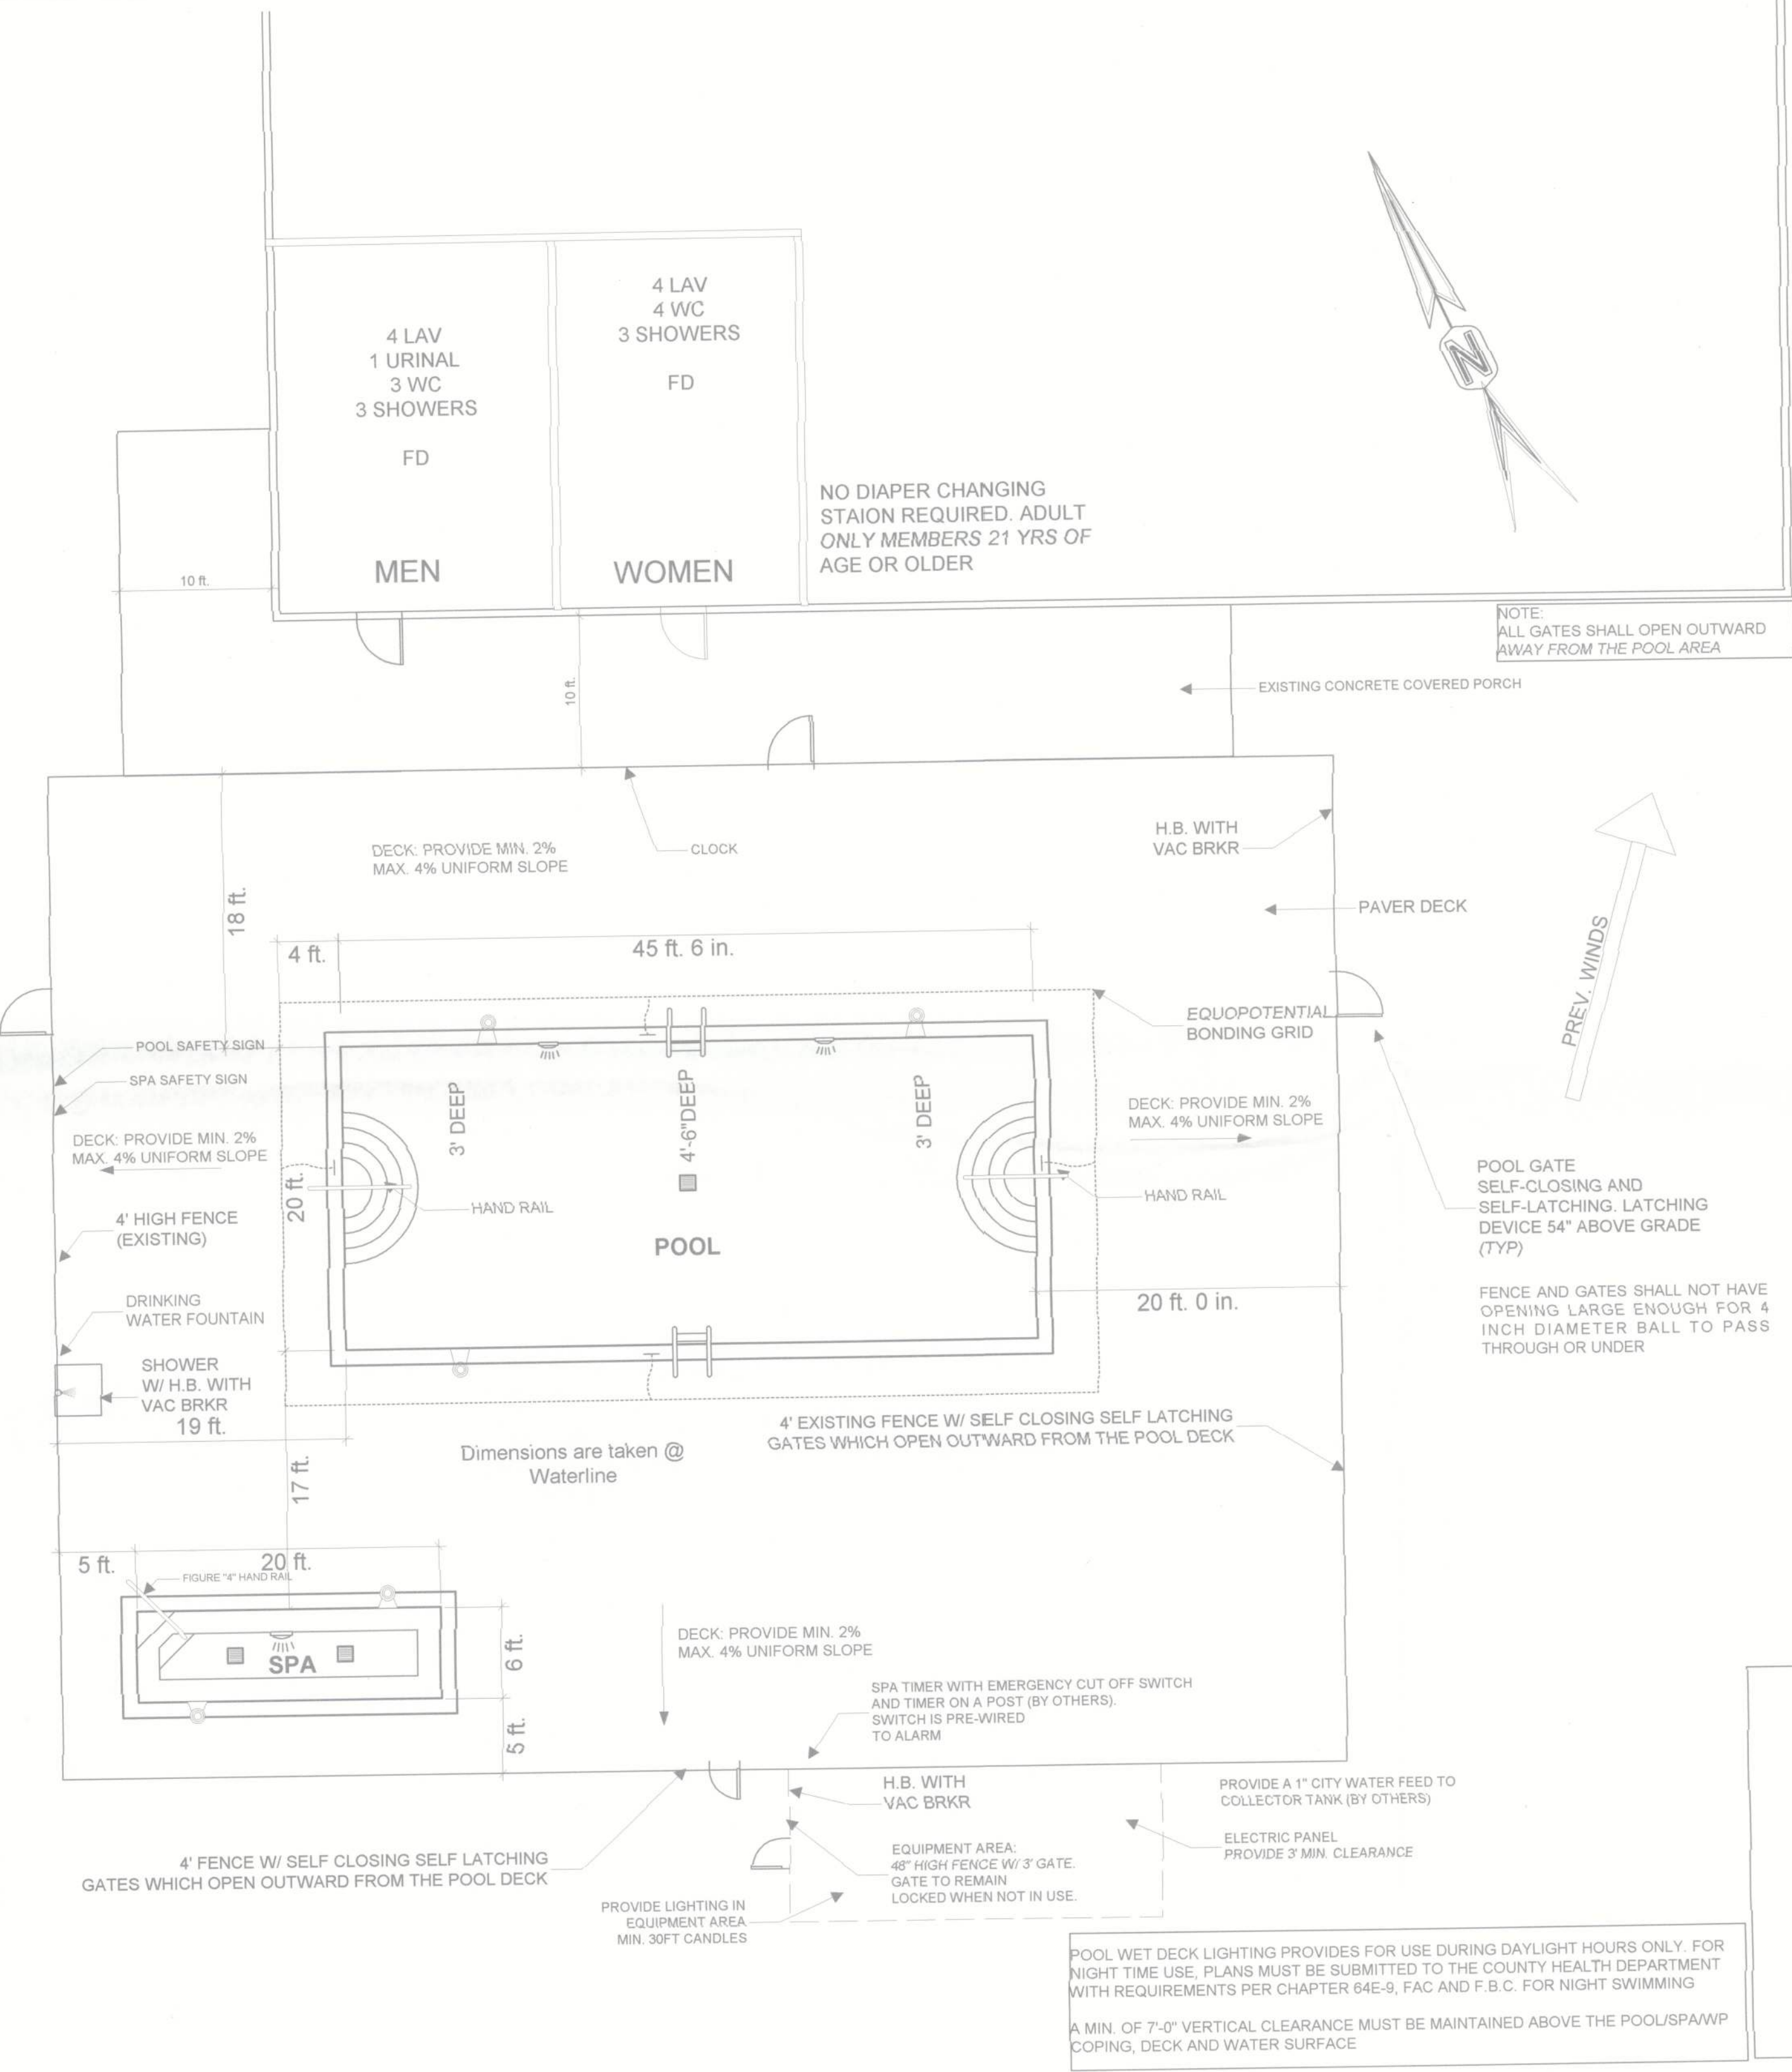 4 LAV
1 URINAL
3 WC
3 SHOWERS
FD
MEN
4 LAV
4 WC
3 SHOWERS
FD
WOMEN
NO DIAPER CHANGING
STAION REQUIRED. ADULT
ONLY MEMBERS 21 YRS OF
AGE OR OLDER
N
10 ft.
10 ft.
NOTE:
ALL GATES SHALL OPEN OUTWARD
AWAY FROM THE POOL AREA
EXISTING CONCRETE COVERED PORCH
DECK: PROVIDE MIN. 2%
MAX. 4% UNIFORM SLOPE
CLOCK
H.B. WITH
VAC BRKR
PAVER DECK
PREV. WINDS
18 ft.
4 ft.
45 ft. 6 in.
EQUOPOTENTIAL
BONDING GRID
POOL SAFETY SIGN
SPA SAFETY SIGN
DECK: PROVIDE MIN. 2%
MAX. 4% UNIFORM SLOPE
3' DEEP
4'-6"DEEP
3' DEEP
DECK: PROVIDE MIN. 2%
MAX. 4% UNIFORM SLOPE
20 ft.
HAND RAIL
HAND RAIL
POOL
4' HIGH FENCE
(EXISTING)
POOL GATE
SELF-CLOSING AND
SELF-LATCHING. LATCHING
DEVICE 54" ABOVE GRADE
(TYP)
FENCE AND GATES SHALL NOT HAVE
OPENING LARGE ENOUGH FOR 4
INCH DIAMETER BALL TO PASS
THROUGH OR UNDER
DRINKING
WATER FOUNTAIN
20 ft. 0 in.
SHOWER
W/ H.B. WITH
VAC BRKR
19 ft.
17 ft.
Dimensions are taken @
Waterline
4' EXISTING FENCE W/ SELF CLOSING SELF LATCHING
GATES WHICH OPEN OUTWARD FROM THE POOL DECK
5 ft.
20 ft.
FIGURE "4" HAND RAIL
SPA
6 ft.
5 ft.
DECK: PROVIDE MIN. 2%
MAX. 4% UNIFORM SLOPE
SPA TIMER WITH EMERGENCY CUT OFF SWITCH
AND TIMER ON A POST (BY OTHERS).
SWITCH IS PRE-WIRED
TO ALARM
H.B. WITH
VAC BRKR
PROVIDE A 1" CITY WATER FEED TO
COLLECTOR TANK (BY OTHERS)
ELECTRIC PANEL
PROVIDE 3' MIN. CLEARANCE
4' FENCE W/ SELF CLOSING SELF LATCHING
GATES WHICH OPEN OUTWARD FROM THE POOL DECK
EQUIPMENT AREA:
48" HIGH FENCE W/ 3' GATE.
GATE TO REMAIN
LOCKED WHEN NOT IN USE.
PROVIDE LIGHTING IN
EQUIPMENT AREA
MIN. 30FT CANDLES
POOL WET DECK LIGHTING PROVIDES FOR USE DURING DAYLIGHT HOURS ONLY. FOR
NIGHT TIME USE, PLANS MUST BE SUBMITTED TO THE COUNTY HEALTH DEPARTMENT
WITH REQUIREMENTS PER CHAPTER 64E-9, FAC AND F.B.C. FOR NIGHT SWIMMING
A MIN. OF 7'-0" VERTICAL CLEARANCE MUST BE MAINTAINED ABOVE THE POOL/SPA/WP
COPING, DECK AND WATER SURFACE